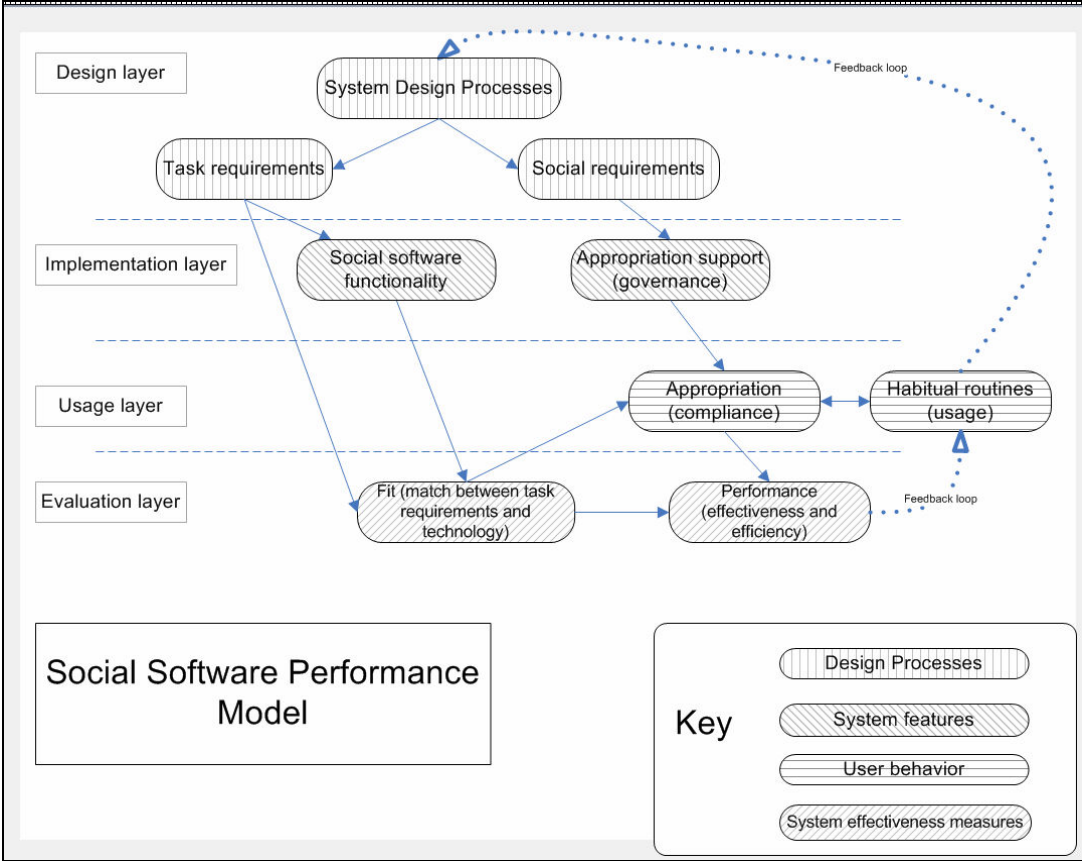 Design layer
System Design Processes
Feedback loop
Task requirements
Social requirements
Implementation layer
Social software
functionality
Appropriation support
(governance)
Usage layer
Appropriation
(compliance)
Habitual routines
(usage)
Evaluation layer
Fit (match between task
requirements and
technology)
Performance
(effectiveness and
efficiency)
Feedback loop
Social Software Performance
Model
Key
Design Processes
System features
User behavior
System effectiveness measures